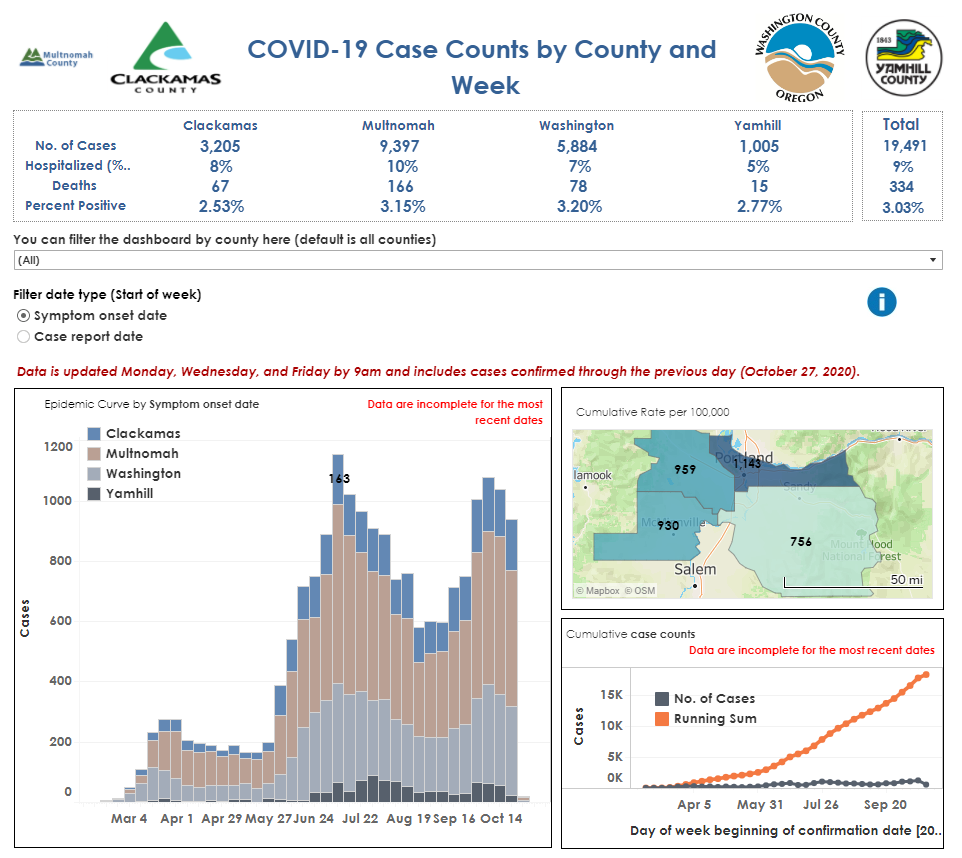 Multnomah
County
CLACKAMAS
COUNTY
COVID-19 Case Counts by County and
Week
WASHINGTON COUNTY
OREGON
1843
YAMHILL
COUNTY
Clackamas Multnomah Washington Yamhill Total
No. of Cases 3,205 9,397 5,884 1,005 19,491
Hospitalized (%.. 8% 10% 7% 5% 9%
Deaths 67 166 78 15 334
Percent Positive 2.53% 3.15% 3.20% 2.77% 3.03%
You can filter the dashboard by county here (default is all counties)
(All)
Filter date type (Start of week)
Symptom onset date
Case report date
i
Data is updated Monday, Wednesday, and Friday by 9am and includes cases confirmed through the previous day (October 27, 2020).
Epidemic Curve by Symptom onset date
Data are incomplete for the most
recent dates
Clackamas
Multnomah
Washington
Yamhill
1200
1000
800
600
400
200
0
Cases
163
Mar 4 Apr 1 Apr 29 May 27 Jun 24 Jul 22 Aug 19 Sep 16 Oct 14
Cumulative Rate per 100,000
Portland
1,143
959
lamook
Sandy
McMinnville
930
756
Mount Hood
National Forest
Salem
50 mi
© Mapbox © OSM
Cumulative case counts
Data are incomplete for the most recent dates
No. of Cases
Running Sum
15K
10K
5K
0K
Cases
Apr 5 May 31 Jul 26 Sep 20
Day of week beginning of confirmation date [20..